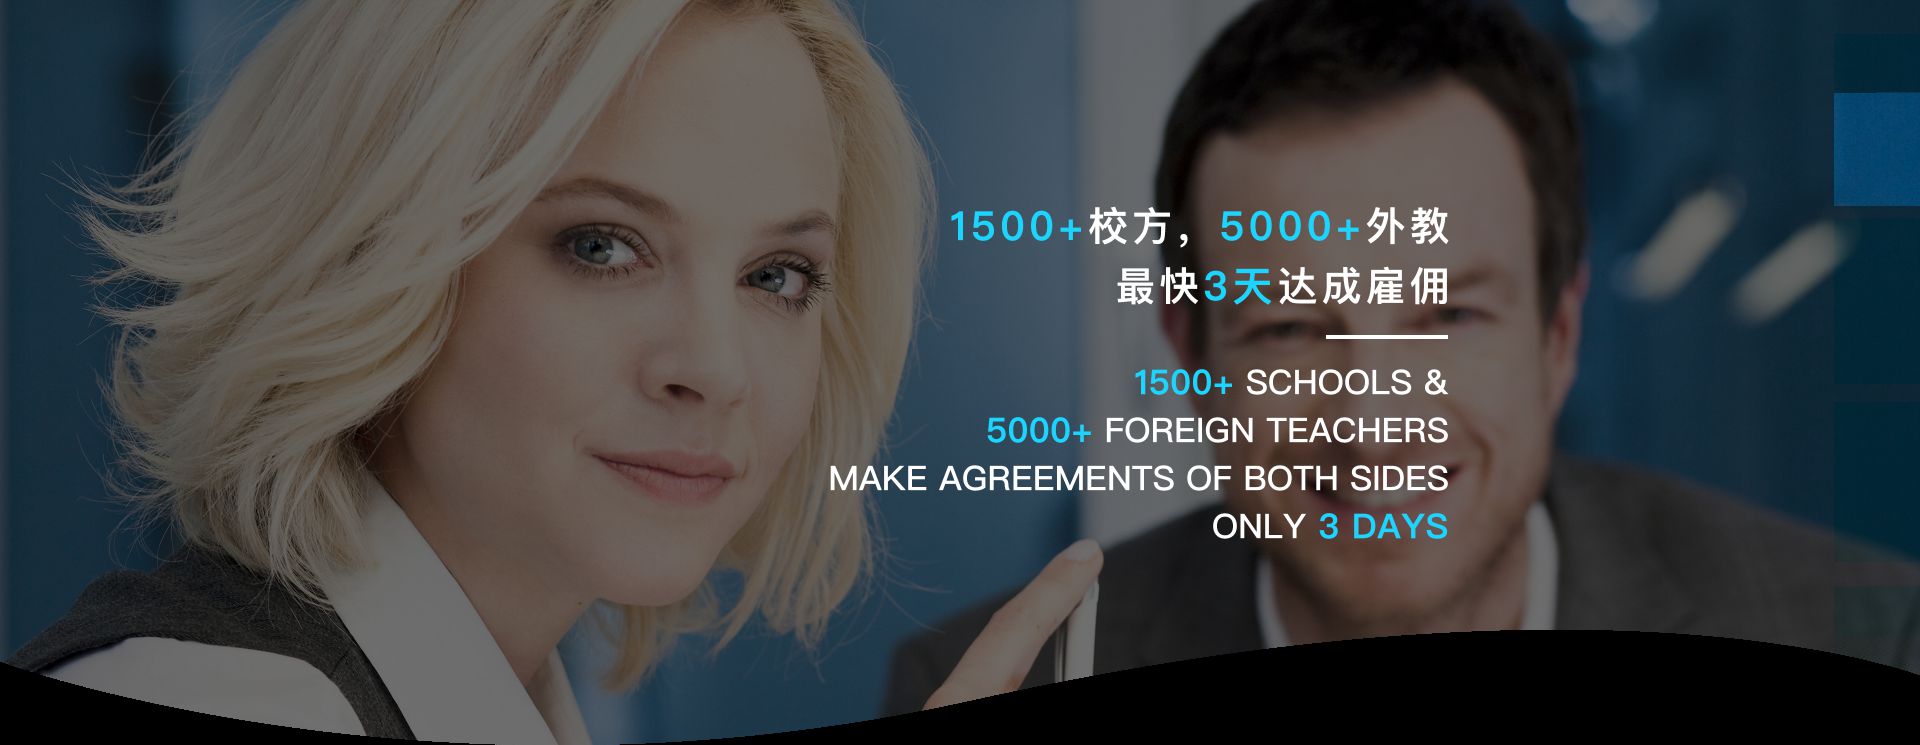 1500+校方，5000+外教
最快3天达成雇佣
1500+ SCHOOLS &
5000+ FOREIGN TEACHERS
MAKE AGREEMENTS OF BOTH SIDES
ONLY 3 DAYS